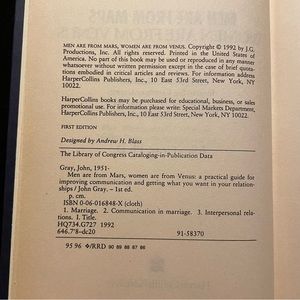 MEN ARE FROM MARS, WOMEN ARE FROM VENUS. Copyright © 1992 by J.G.
Productions, Inc. All rights reserved. Printed in the United States of
America. No part of this book may be used or reproduced in any manner
whatsoever without written permission except in the case of brief quota-
tions embodied in critical articles and reviews. For information address
HarperCollins Publishers, Inc., 10 East 53rd Street, New York, NY
10022.
HarperCollins books may be purchased for educational, business, or sales
promotional use. For information please write: Special Markets Department,
HarperCollins Publishers, Inc., 10 East 53rd Street, New York, NY 10022.
FIRST EDITION
Designed by Andrew H. Blass
The Library of Congress Cataloging-in-Publication Data
Gray, John, 1951-
Men are from Mars, women are from Venus: a practical guide for
improving communication and getting what you want in your relation-
ships / John Gray. — 1st ed.
p. cm.
ISBN 0-06-016848-X (cloth)
1. Marriage. 2. Communication in marriage. 3. Interpersonal rela-
tions. I. Title.
HQ734.G727 1992
646.7'8-dc20 91-58370
95 96 ❖/RRD 90 89 88 87 86